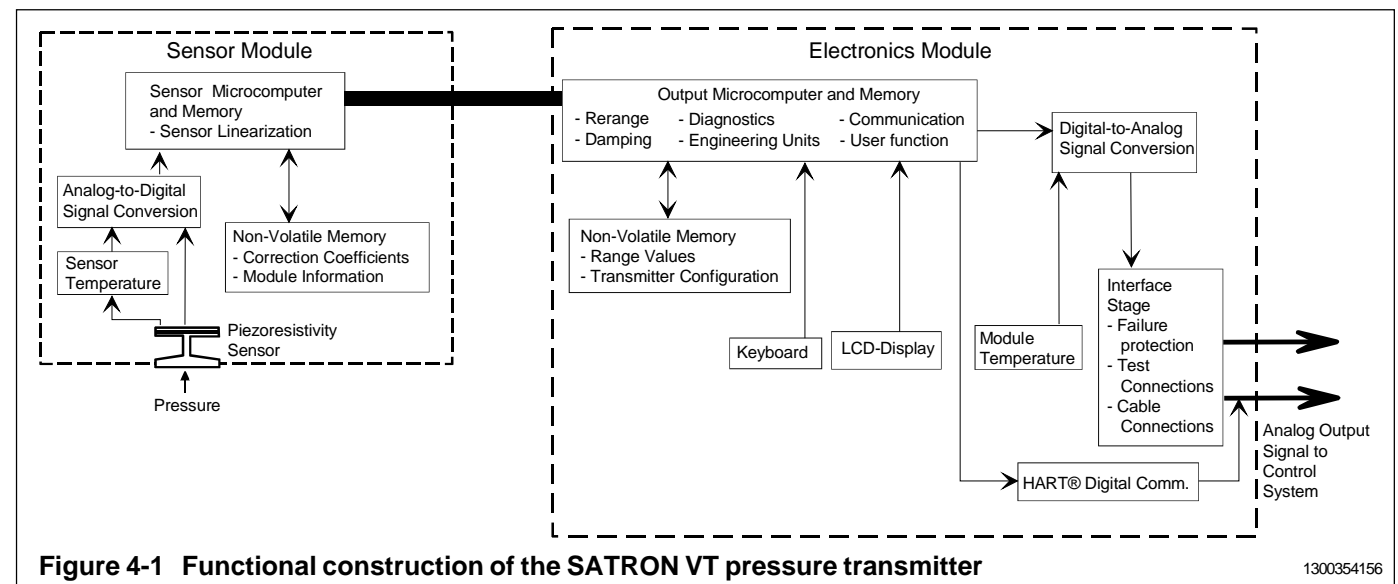 Sensor Module
Sensor Microcomputer
and Memory
- Sensor Linearization
Analog-to-Digital
Signal Conversion
Non-Volatile Memory
- Correction Coefficients
- Module Information
Sensor
Temperature
Piezoresistivity
Sensor
Pressure
Electronics Module
Output Microcomputer and Memory
- Rerange - Diagnostics - Communication
- Damping - Engineering Units - User function
Digital-to-Analog
Signal Conversion
Non-Volatile Memory
- Range Values
- Transmitter Configuration
Keyboard
LCD-Display
Module
Temperature
Interface
Stage
- Failure
protection
- Test
Connections
- Cable
Connections
HART® Digital Comm.
Analog Output
Signal to
Control
System
Figure 4-1 Functional construction of the SATRON VT pressure transmitter
1300354156